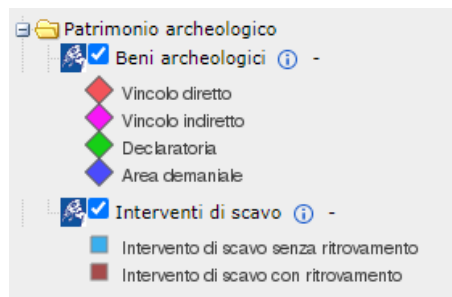 Patrimonio archeologico
Beni archeologici -
Vincolo diretto
Vincolo indiretto
Declaratoria
Area demaniale
Interventi di scavo -
Intervento di scavo senza ritrovamento
Intervento di scavo con ritrovamento